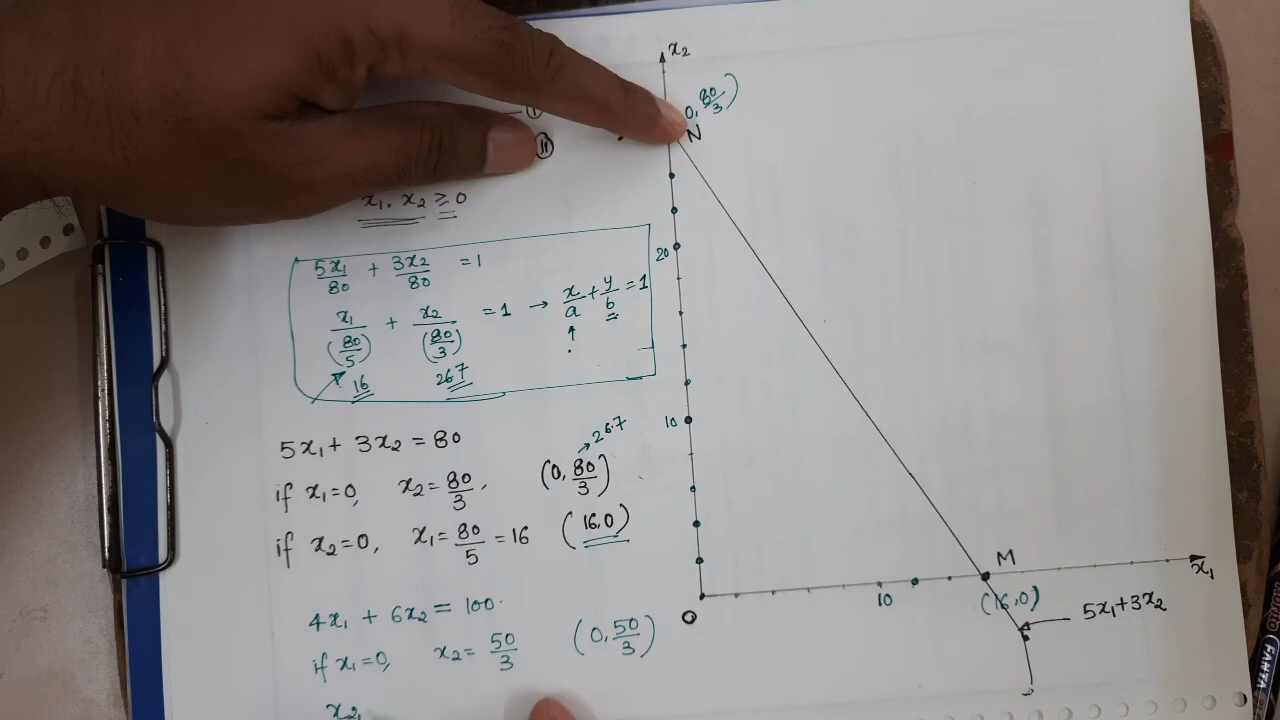 I
II
x₁, x₂ ≥ 0
5x₁/80 + 3x₂/80 = 1
x₁/(80/5) + x₂/(80/3) = 1 → x/a + y/b = 1
16 26.7
5x₁ + 3x₂ = 80
if x₁=0, x₂ = 80/3, (0, 80/3) → 26.7
if x₂=0, x₁ = 80/5 = 16 (16,0)
4x₁ + 6x₂ = 100
if x₁=0, x₂ = 50/3 (0, 50/3)
x₂
x₂
0, 80/3)
N
20
10
O
10
M
(16,0)
x₁
5x₁+3x₂
FANTA